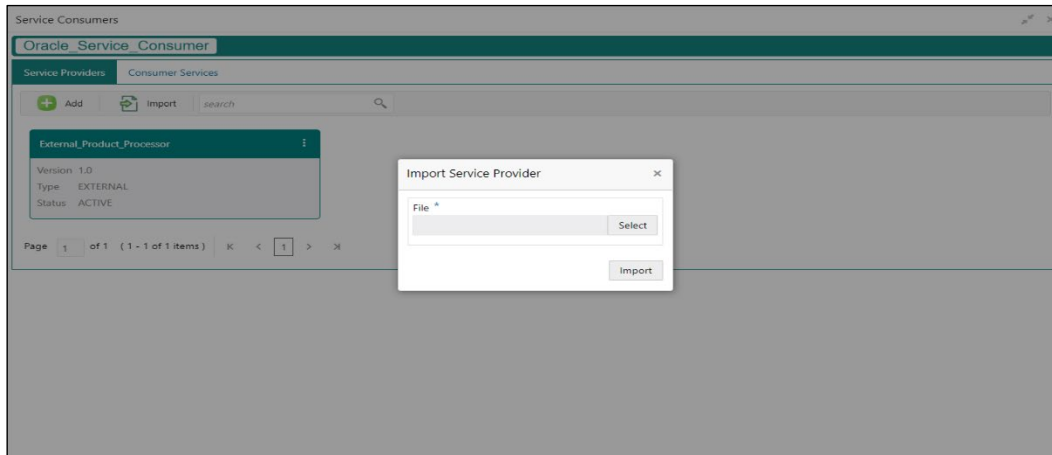 Service Consumers
Oracle_Service_Consumer
Service Providers Consumer Services
Add Import search
External_Product_Processor
Version 1.0
Type EXTERNAL
Status ACTIVE
Page 1 of 1 ( 1 - 1 of 1 items ) K < 1 > >|
Import Service Provider ×
File *
Select
Import